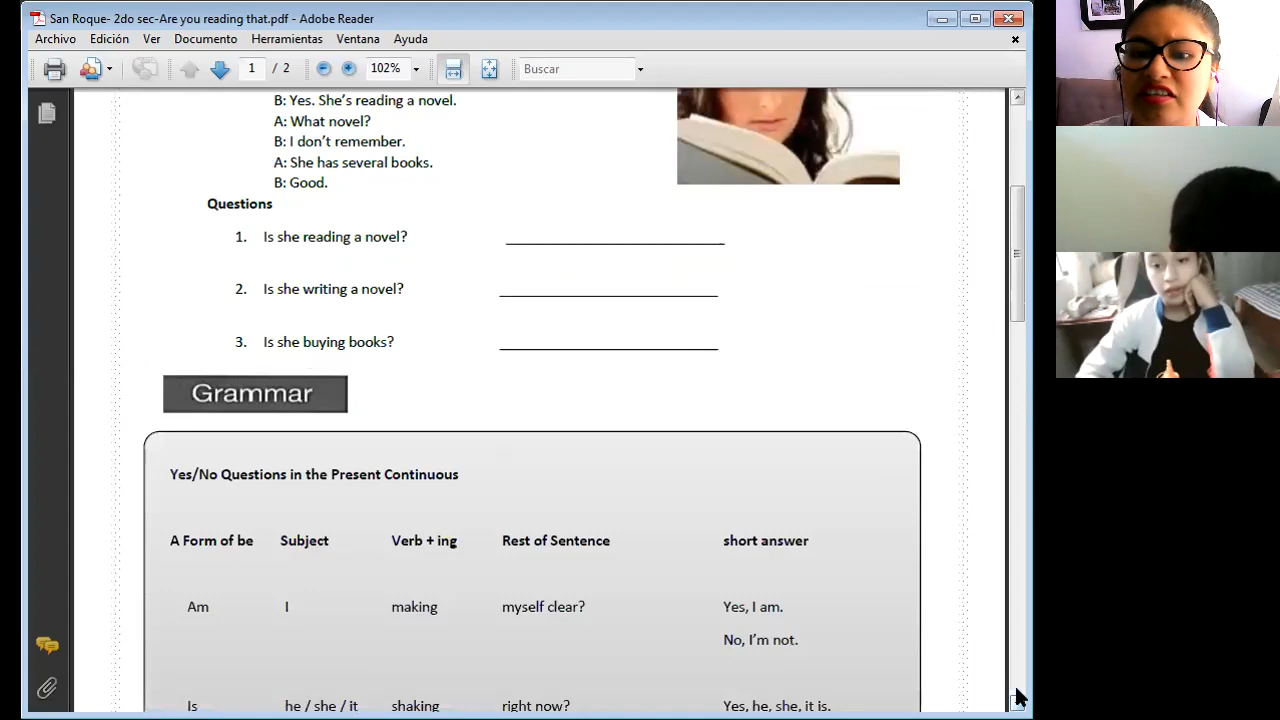 San Roque- 2do sec-Are you reading that.pdf - Adobe Reader
Archivo Edición Ver Documento Herramientas Ventana Ayuda
1 / 2 102% Buscar
B: Yes. She’s reading a novel.
A: What novel?
B: I don’t remember.
A: She has several books.
B: Good.
Questions
1. Is she reading a novel?
2. Is she writing a novel?
3. Is she buying books?
Grammar
Yes/No Questions in the Present Continuous
A Form of be Subject Verb + ing Rest of Sentence short answer
Am I making myself clear? Yes, I am.
No, I’m not.
Is he / she / it shaking right now? Yes, he, she, it is.